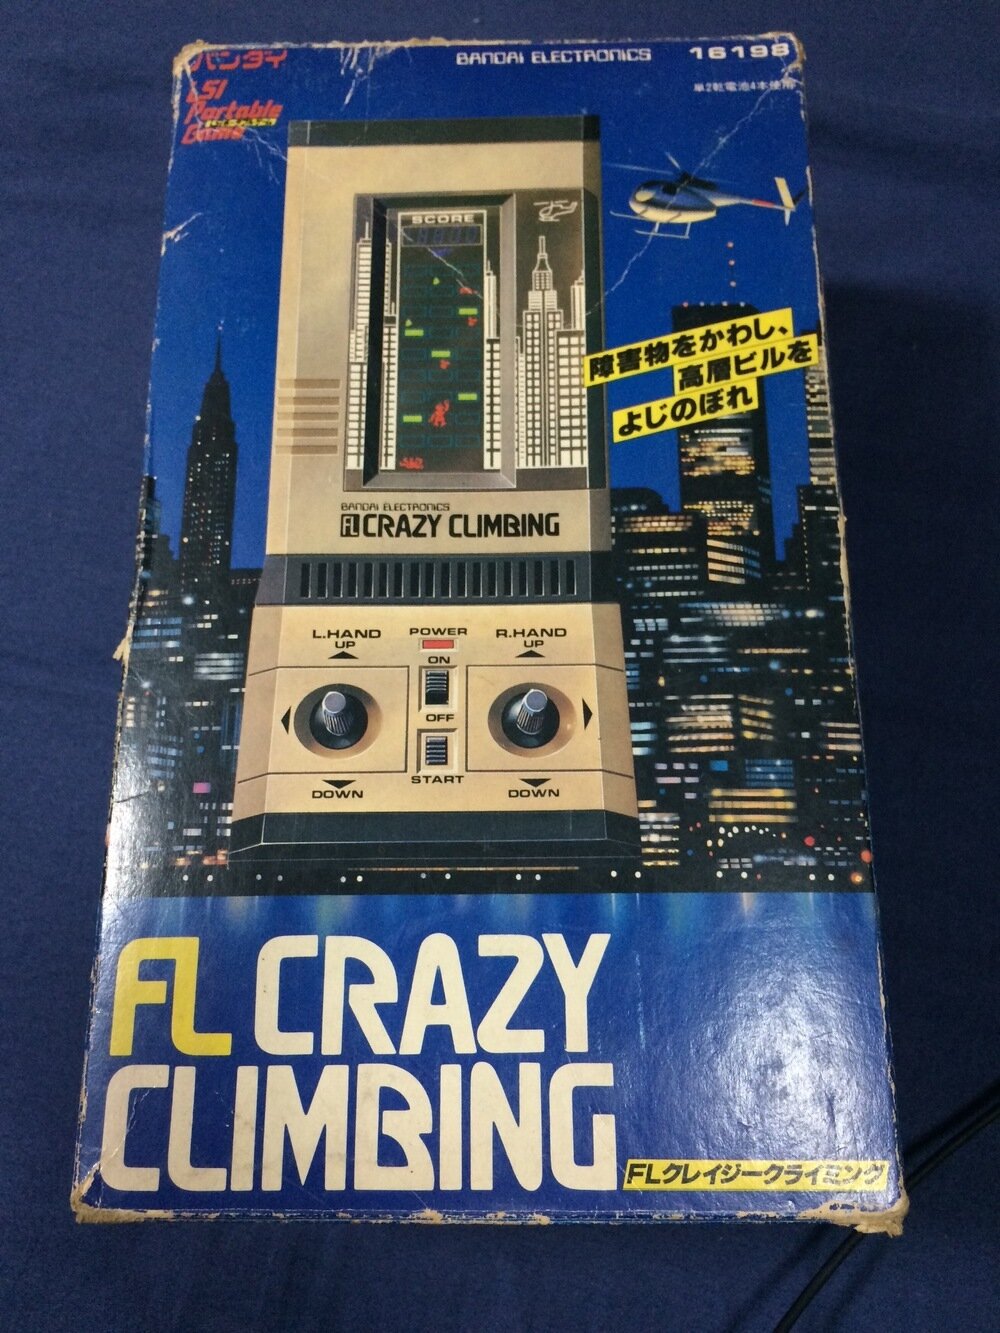 バンダイ
BANDAI ELECTRONICS
16198
単2乾電池4本使用
LSI
Portable
Game
SCORE
障害物をかわし、
高層ビルを
よじのぼれ
BANDAI ELECTRONICS
FL CRAZY CLIMBING
L.HAND
UP
POWER
R.HAND
UP
ON
OFF
START
DOWN
DOWN
FL CRAZY
CLIMBING
FLクレイジークライミング